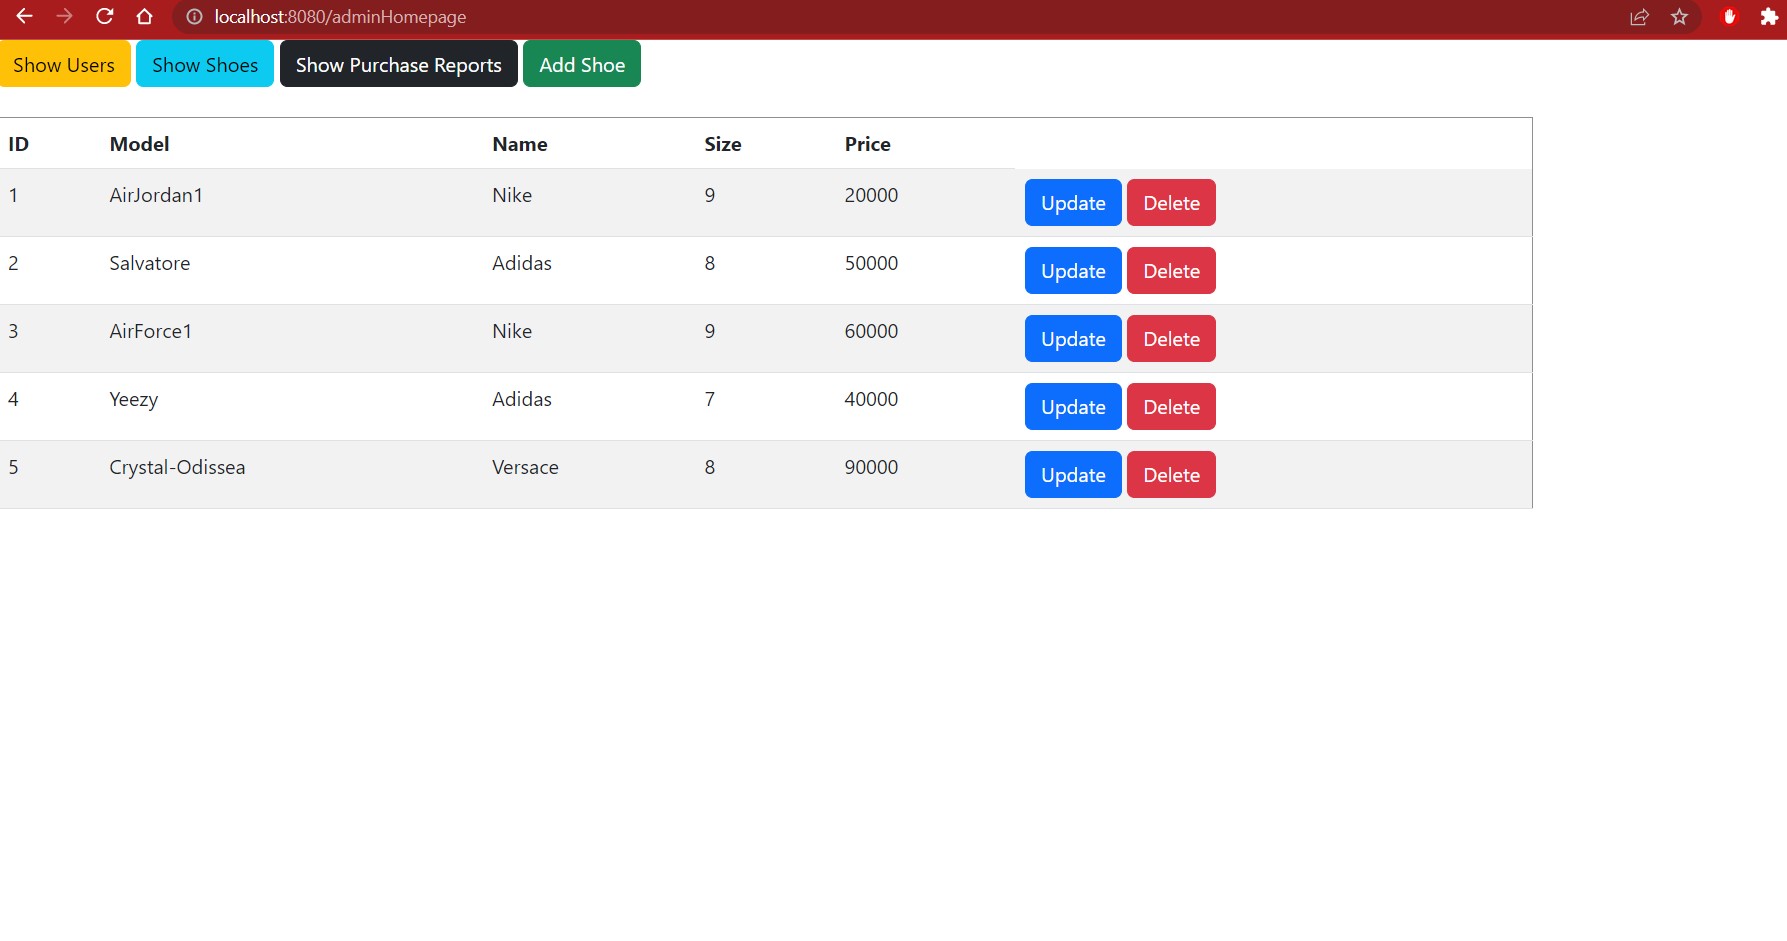 localhost:8080/adminHomepage
Show Users Show Shoes Show Purchase Reports Add Shoe
ID Model Name Size Price
1 AirJordan1 Nike 9 20000 Update Delete
2 Salvatore Adidas 8 50000 Update Delete
3 AirForce1 Nike 9 60000 Update Delete
4 Yeezy Adidas 7 40000 Update Delete
5 Crystal-Odissea Versace 8 90000 Update Delete